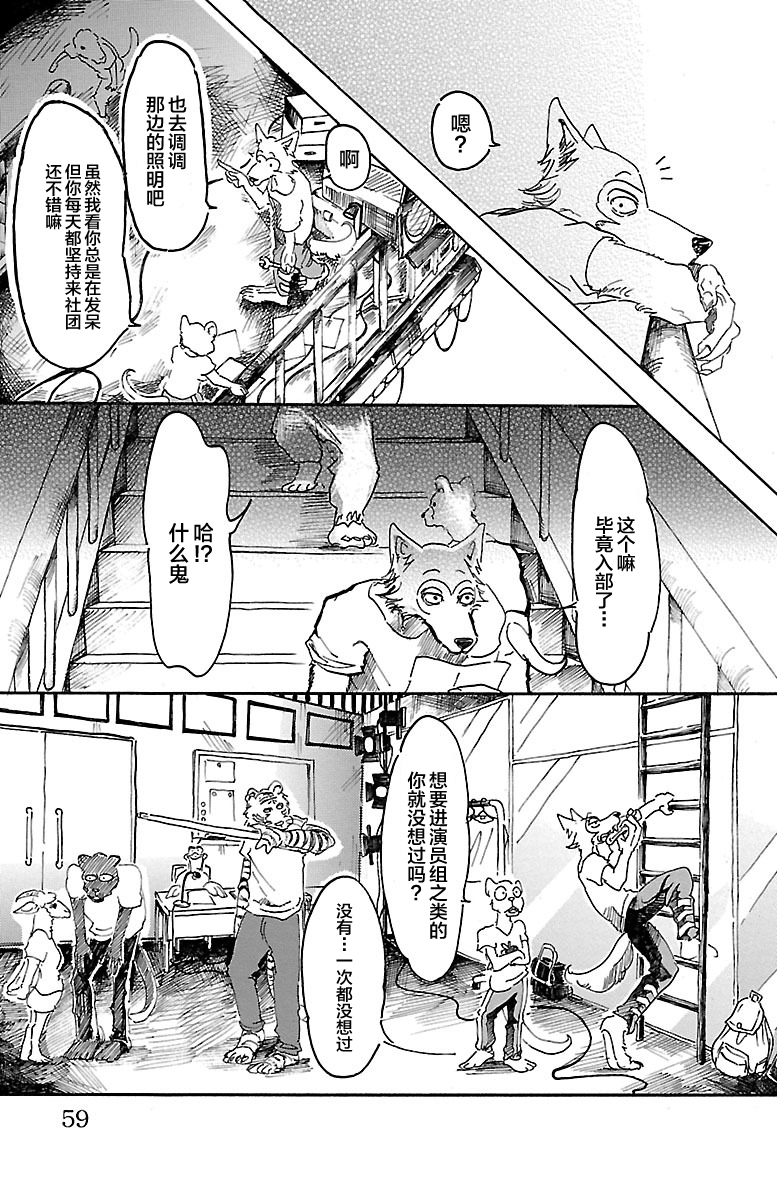 嗯?
啊
也去调调
那边的照明吧
虽然我看你总是在发呆
但你每天都坚持来社团
还不错嘛
这个嘛
毕竟入部了…
哈!?
什么鬼
想要进演员组之类的
你就没想过吗?
没有…一次都没想过
59